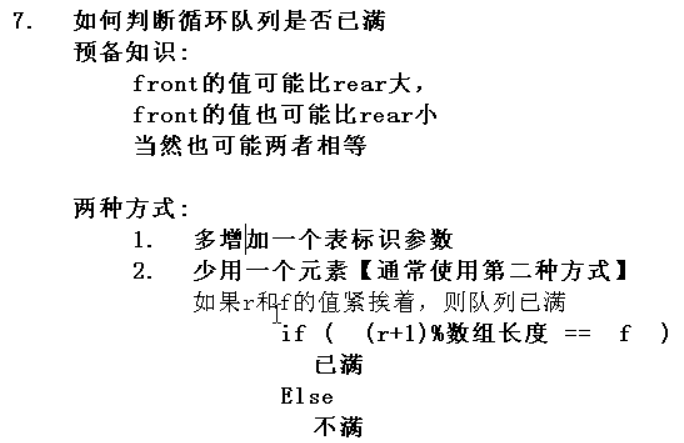 7. 如何判断循环队列是否已满
预备知识:
front的值可能比rear大,
front的值也可能比rear小
当然也可能两者相等
两种方式:
1. 多增加一个表标识参数
2. 少用一个元素【通常使用第二种方式】
如果r和f的值紧挨着，则队列已满
if ( (r+1)%数组长度 == f )
已满
Else
不满